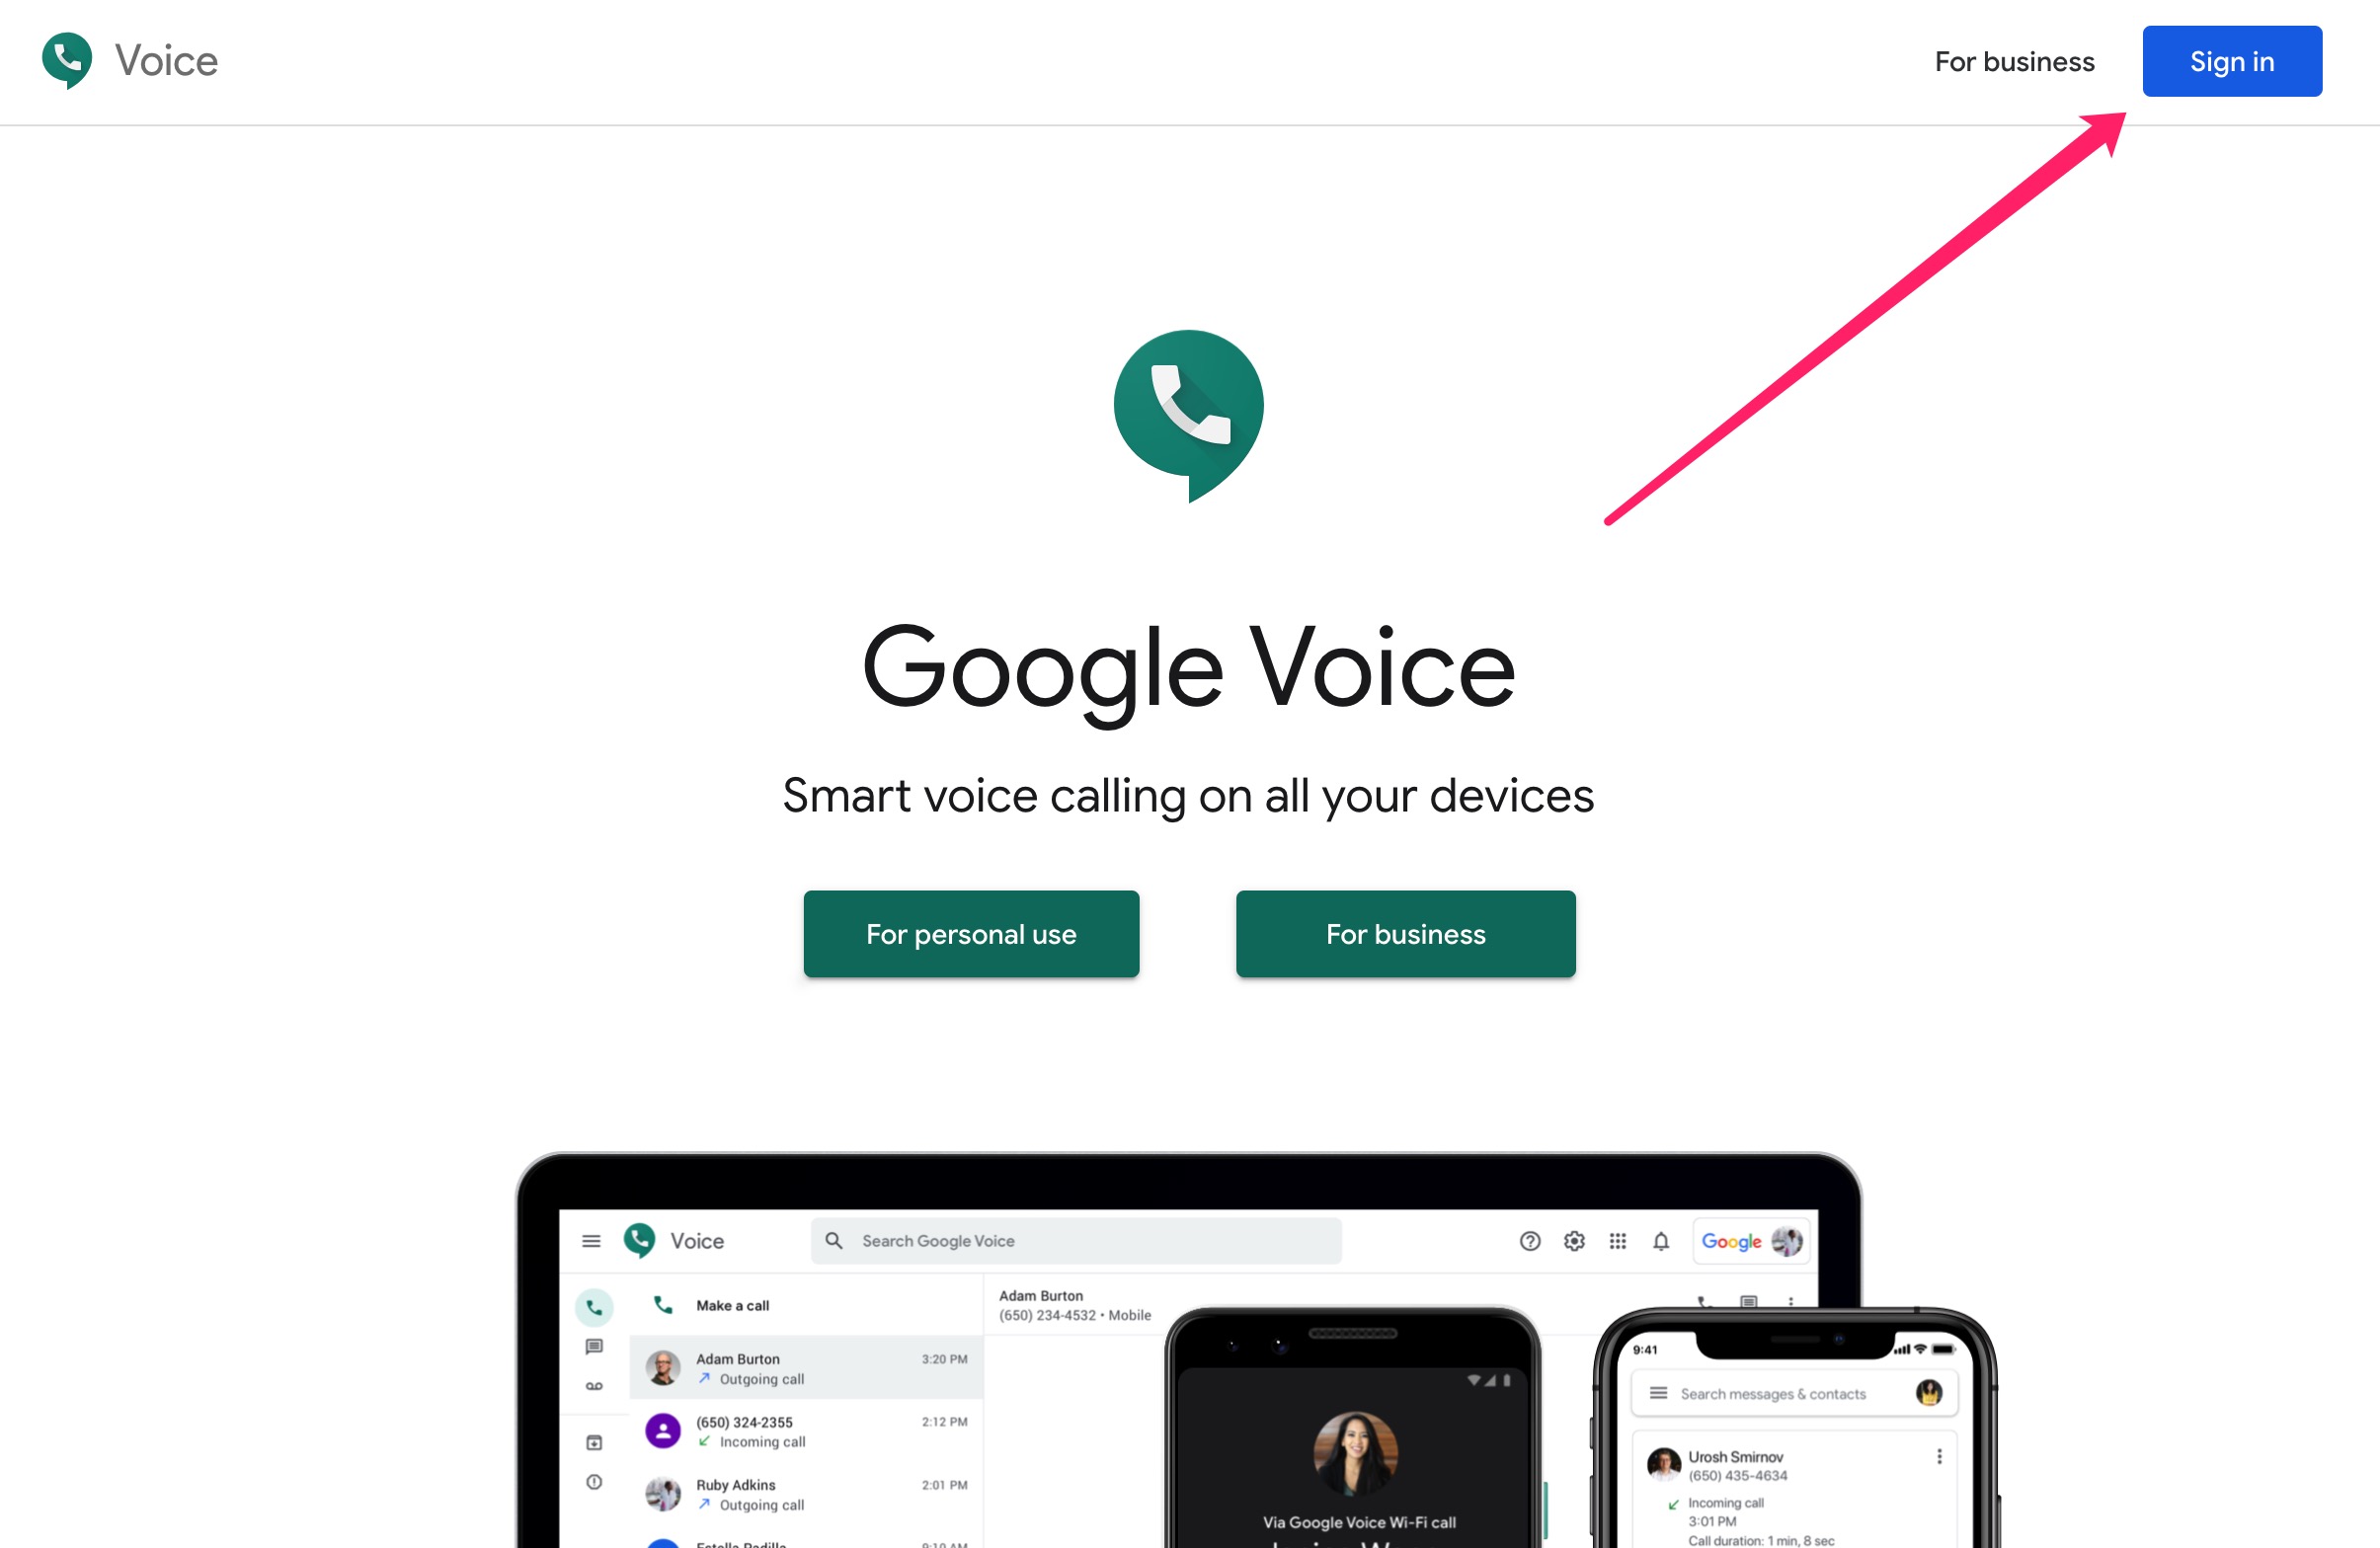 Voice
For business
Sign in
Google Voice
Smart voice calling on all your devices
For personal use
For business
Voice
Search Google Voice
Google
Make a call
Adam Burton
3:20 PM
Outgoing call
(650) 324-2355
2:12 PM
Incoming call
Ruby Adkins
2:01 PM
Outgoing call
Adam Burton
(650) 234-4532 • Mobile
Via Google Voice Wi-Fi call
9:41
Search messages & contacts
Urosh Smirnov
(650) 435-4634
Incoming call
3:01 PM
Call duration: 1 min, 8 sec